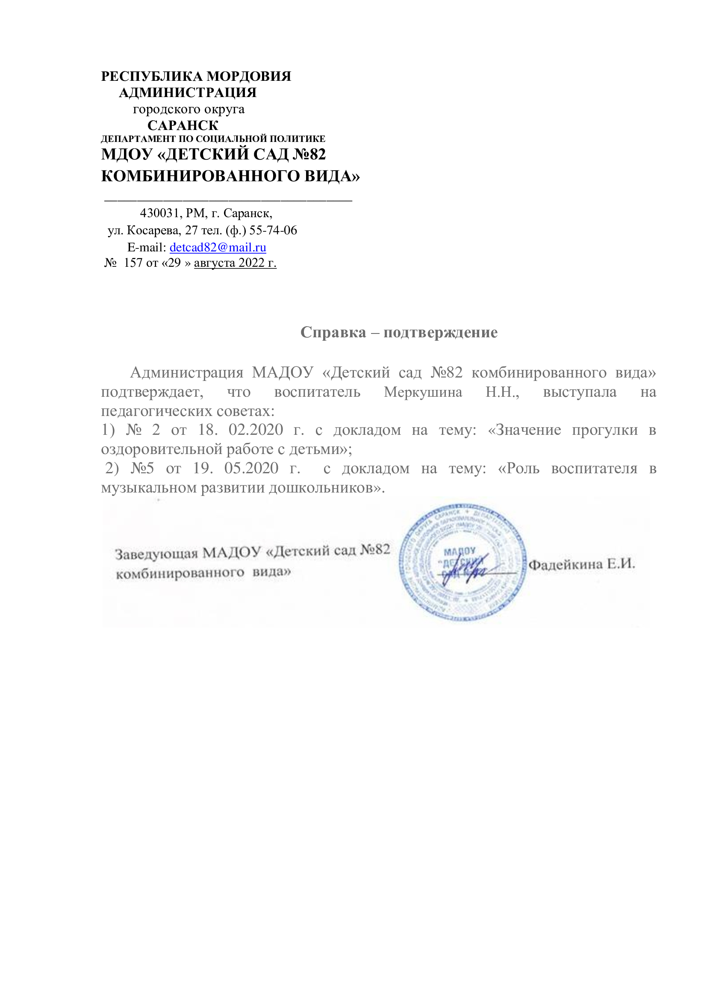 РЕСПУБЛИКА МОРДОВИЯ
АДМИНИСТРАЦИЯ
городского округа
САРАНСК
ДЕПАРТАМЕНТ ПО СОЦИАЛЬНОЙ ПОЛИТИКЕ
МДОУ «ДЕТСКИЙ САД №82
КОМБИНИРОВАННОГО ВИДА»
430031, РМ, г. Саранск,
ул. Косарева, 27 тел. (ф.) 55-74-06
E-mail: detcad82@mail.ru
№ 157 от «29 » августа 2022 г.
Справка – подтверждение
Администрация МАДОУ «Детский сад №82 комбинированного вида»
подтверждает, что воспитатель Меркушина Н.Н., выступала на
педагогических советах:
1) № 2 от 18. 02.2020 г. с докладом на тему: «Значение прогулки в
оздоровительной работе с детьми»;
2) №5 от 19. 05.2020 г. с докладом на тему: «Роль воспитателя в
музыкальном развитии дошкольников».
Заведующая МАДОУ «Детский сад №82
комбинированного вида»
МАДОУ
"ДЕТСКИЙ
САД
Фадейкина Е.И.